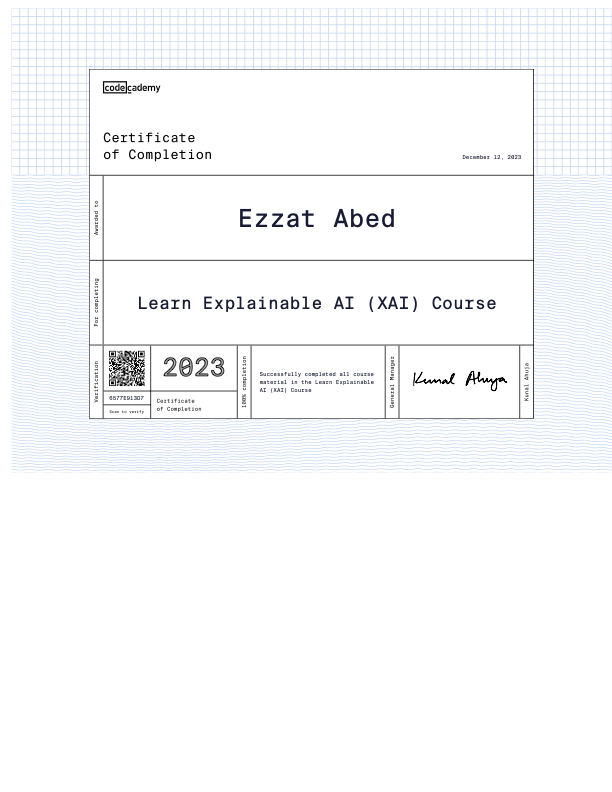 codecademy
Certificate
of Completion
December 12, 2023
Awarded to
Ezzat Abed
For completing
Learn Explainable AI (XAI) Course
Verification
6577E913D7
Scan to verify
2023
Certificate
of Completion
100% completion
Successfully completed all course
material in the Learn Explainable
AI (XAI) Course
General Manager
Kunal Ahuja
Kunal Ahuja